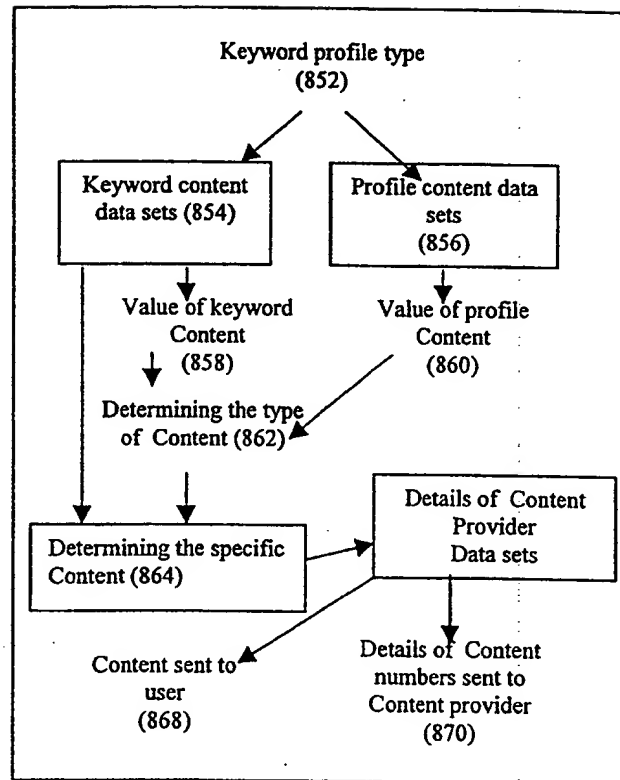 Keyword profile type
(852)
Keyword content
data sets (854)
Profile content data
sets
(856)
Value of keyword
Content
(858)
Value of profile
Content
(860)
Determining the type
of Content (862)
Determining the specific
Content (864)
Details of Content
Provider
Data sets
Content sent to
user
(868)
Details of Content
numbers sent to
Content provider
(870)